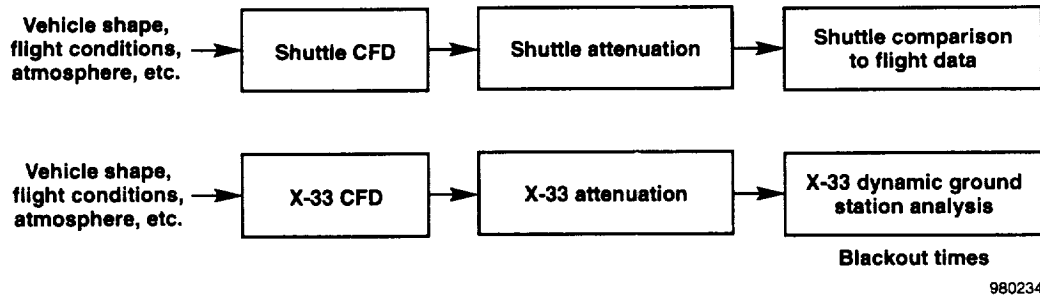 Vehicle shape,
flight conditions,
atmosphere, etc.
Shuttle CFD
Shuttle attenuation
Shuttle comparison
to flight data
Vehicle shape,
flight conditions,
atmosphere, etc.
X-33 CFD
X-33 attenuation
X-33 dynamic ground
station analysis
Blackout times
980234